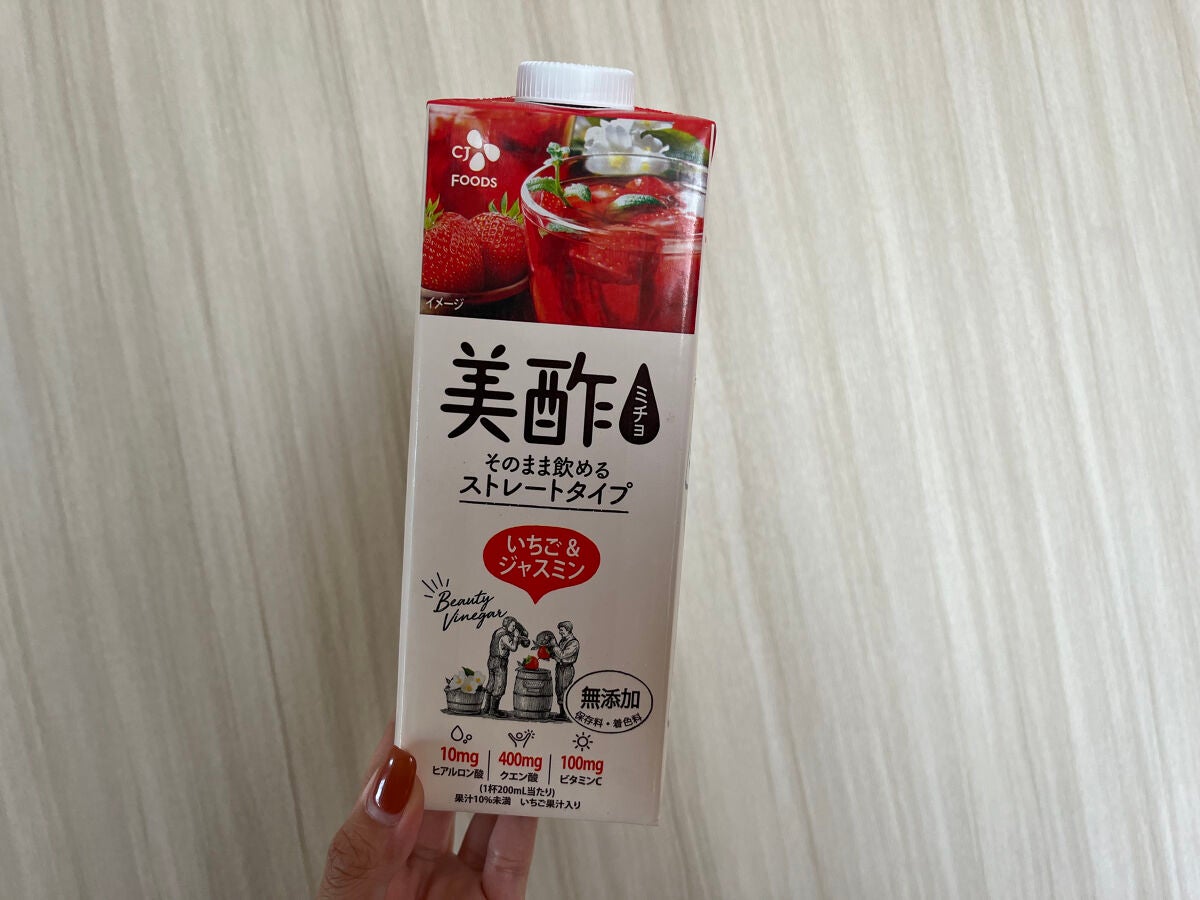 CJ
FOODS
イメージ
美酢
ミチョ
そのまま飲める
ストレートタイプ
いちご&
ジャスミン
Beauty
Vinegar
無添加
保存料・着色料
10mg
ヒアルロン酸
400mg
クエン酸
100mg
ビタミンC
(1杯200mL当たり)
果汁10%未満 いちご果汁入り